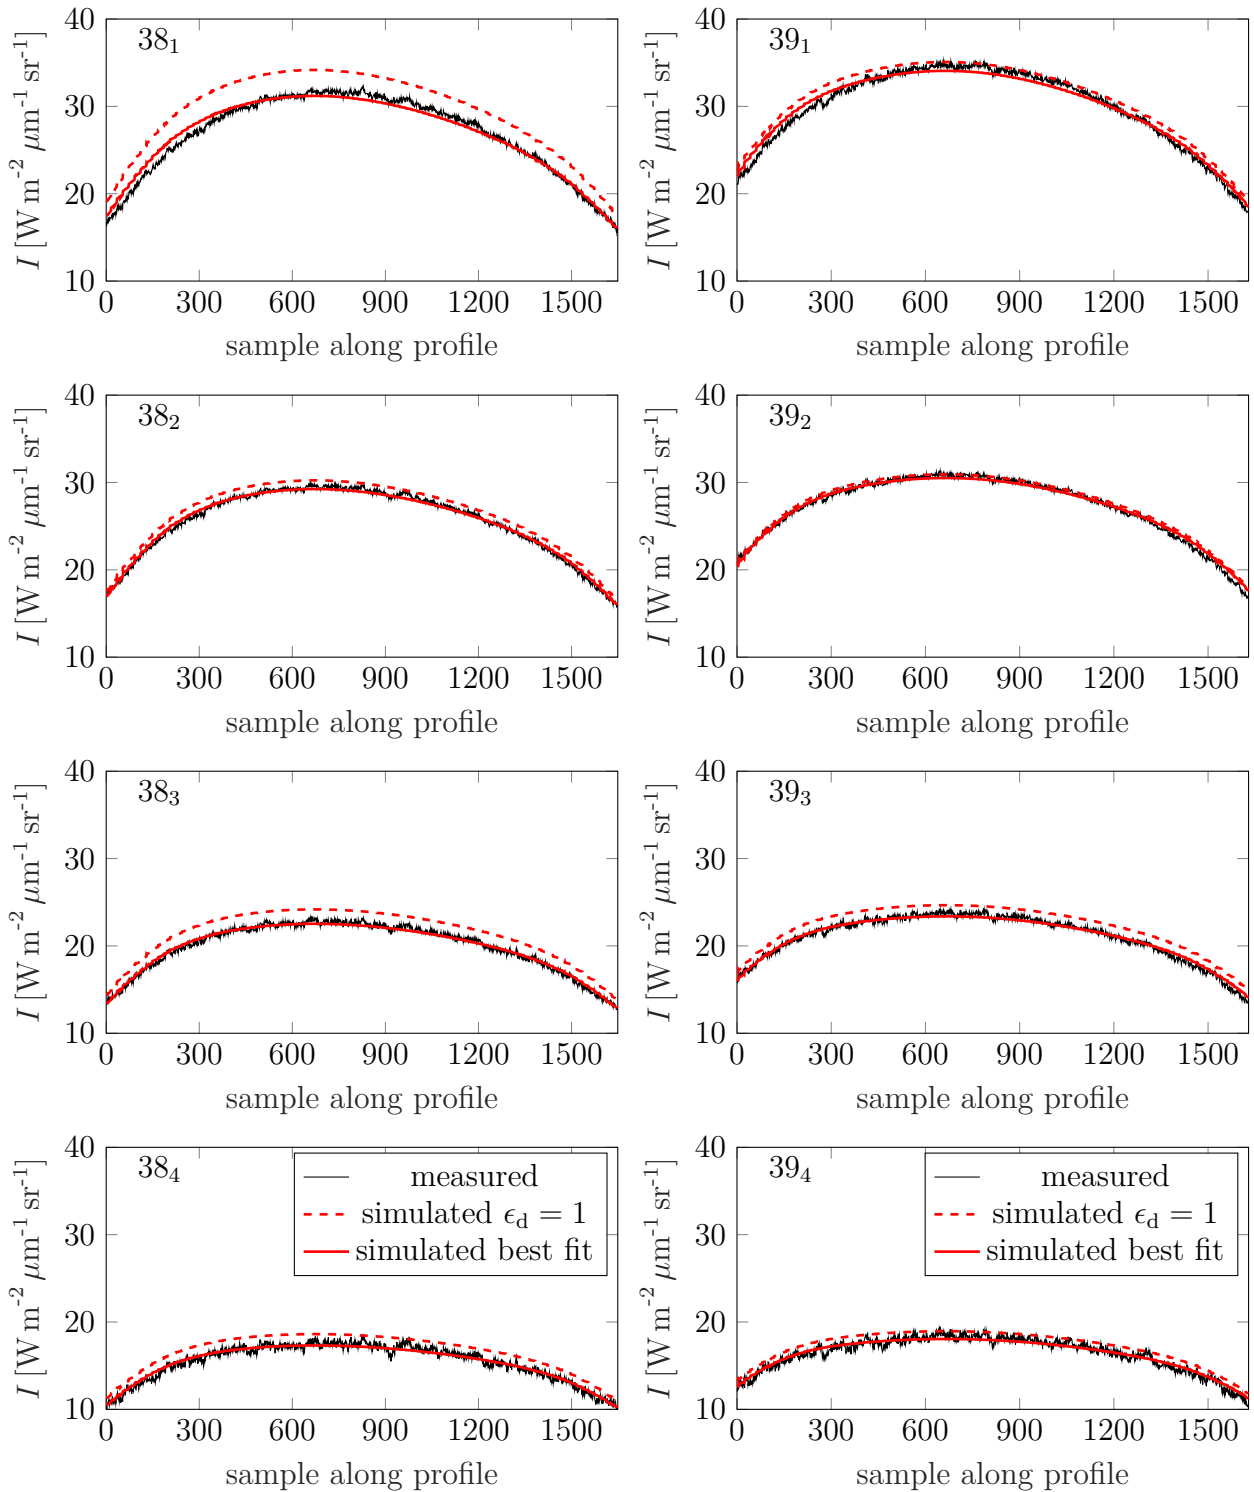 40
30
20
10
I [W m-2 μm-1 sr-1]
38₁
0 300 600 900 1200 1500
sample along profile
40
30
20
10
I [W m-2 μm-1 sr-1]
39₁
0 300 600 900 1200 1500
sample along profile
40
30
20
10
I [W m-2 μm-1 sr-1]
38₂
0 300 600 900 1200 1500
sample along profile
40
30
20
10
I [W m-2 μm-1 sr-1]
39₂
0 300 600 900 1200 1500
sample along profile
40
30
20
10
I [W m-2 μm-1 sr-1]
38₃
0 300 600 900 1200 1500
sample along profile
40
30
20
10
I [W m-2 μm-1 sr-1]
39₃
0 300 600 900 1200 1500
sample along profile
40
30
20
10
I [W m-2 μm-1 sr-1]
38₄
measured
simulated ϵd = 1
simulated best fit
0 300 600 900 1200 1500
sample along profile
40
30
20
10
I [W m-2 μm-1 sr-1]
39₄
measured
simulated ϵd = 1
simulated best fit
0 300 600 900 1200 1500
sample along profile